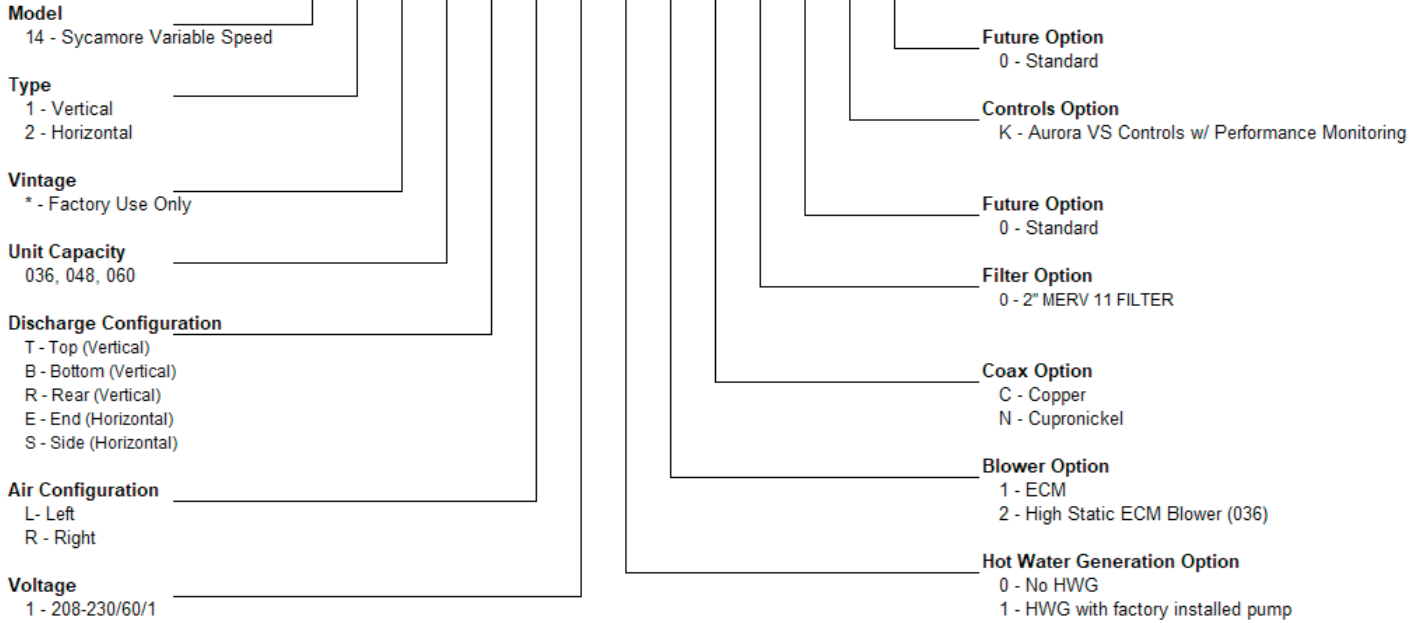 Model
14 - Sycamore Variable Speed
Type
1 - Vertical
2 - Horizontal
Vintage
* - Factory Use Only
Unit Capacity
036, 048, 060
Discharge Configuration
T - Top (Vertical)
B - Bottom (Vertical)
R - Rear (Vertical)
E - End (Horizontal)
S - Side (Horizontal)
Air Configuration
L- Left
R - Right
Voltage
1 - 208-230/60/1
Future Option
0 - Standard
Controls Option
K - Aurora VS Controls w/ Performance Monitoring
Future Option
0 - Standard
Filter Option
0 - 2" MERV 11 FILTER
Coax Option
C - Copper
N - Cupronickel
Blower Option
1 - ECM
2 - High Static ECM Blower (036)
Hot Water Generation Option
0 - No HWG
1 - HWG with factory installed pump